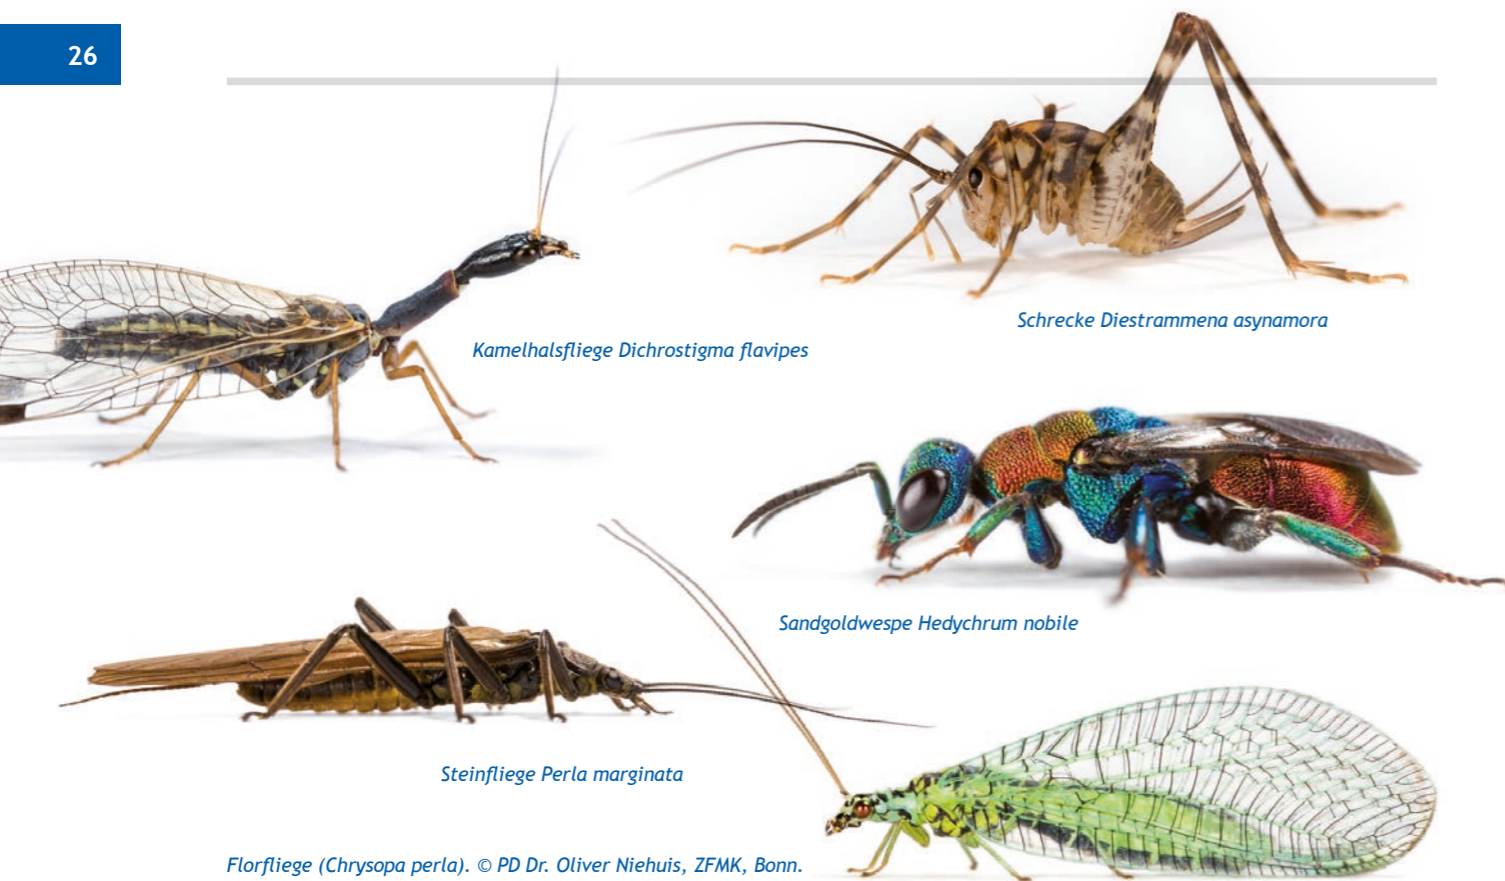 26
Schrecke Diestrammena asynamora
Kamelhalsfliege Dichrostigma flavipes
Sandgoldwespe Hedychrum nobile
Steinfliege Perla marginata
Florfliege (Chrysopa perla). © PD Dr. Oliver Niehuis, ZFMK, Bonn.